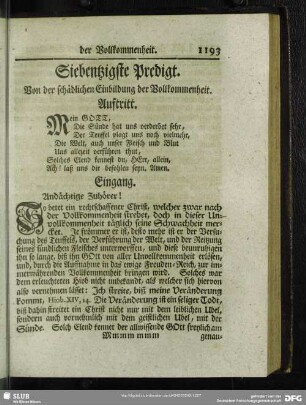 der Vollkommenheit. 1193
Siebentzigste Predigt.
Von der schädlichen Einbildung der Vollkommenheit.
Auftritt.
Mein GOTT,
Die Sünde hat uns verderbet sehr,
Der Teuffel plagt uns noch vielmehr,
Die Welt, auch unser Fleisch und Blut
Uns allezeit verführen thut,
Solches Elend kennest du, HErr, allein,
Ach! laß uns dir befohlen seyn. Amen.
Eingang.
Andächtige Zuhörer!
So heist ein rechtschaffener Christ, welcher zwar nach
der Vollkommenheit strebet, doch in dieser Un-
vollkommenheit täglich seine Schwachheit mer-
cket. Je frömmer er ist, desto mehr ist er der Versu-
chung des Teuffels, der Verführung der Welt, und der Reitzung
seines sündlichen Fleisches unterworffen, und diese beunruhigen
ihn so lange, biß ihn GOtt von aller Unvollkommenheit erlösen,
und, durch die Aufnahme in das ewige Freuden-Reich, zur im-
merwährenden Vollkommenheit bringen wird. Solches war
dem erleuchteten Hiob nicht unbekandt, als welcher sich hiervon
also vernehmen lässet: Ich streite, biß meine Veränderung
kommt, Hiob. XIV, 14. Die Veränderung ist ein seliger Todt,
biß dahin streitet ein Christ nicht nur mit dem leiblichen Ubel,
sondern auch vornehmlich mit dem geistlichen Ubel, mit der
Sünde. Solch Elend kennet der allwissende GOtt freylich am
Mmmm mmm genau-
SLUB